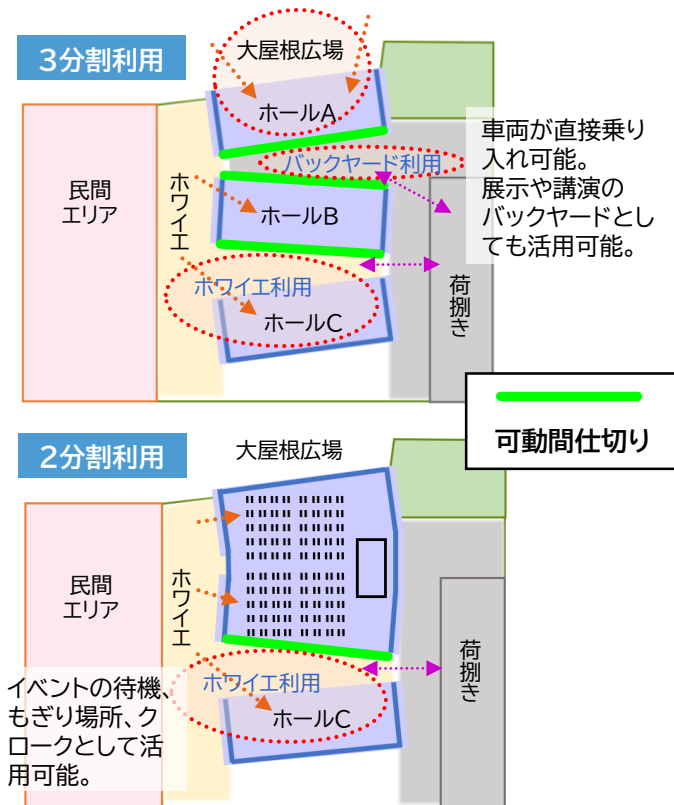 3分割利用
大屋根広場
ホールA
バックヤード利用
車両が直接乗り
入れ可能。
展示や講演の
バックヤードとし
ても活用可能。
民間
エリア
ホワイエ
ホールB
ホワイエ利用
ホールC
荷捌き
可動間仕切り
2分割利用
大屋根広場
民間
エリア
ホワイエ
荷捌き
ホワイエ利用
ホールC
イベントの待機、
もぎり場所、ク
ロークとして活
用可能。